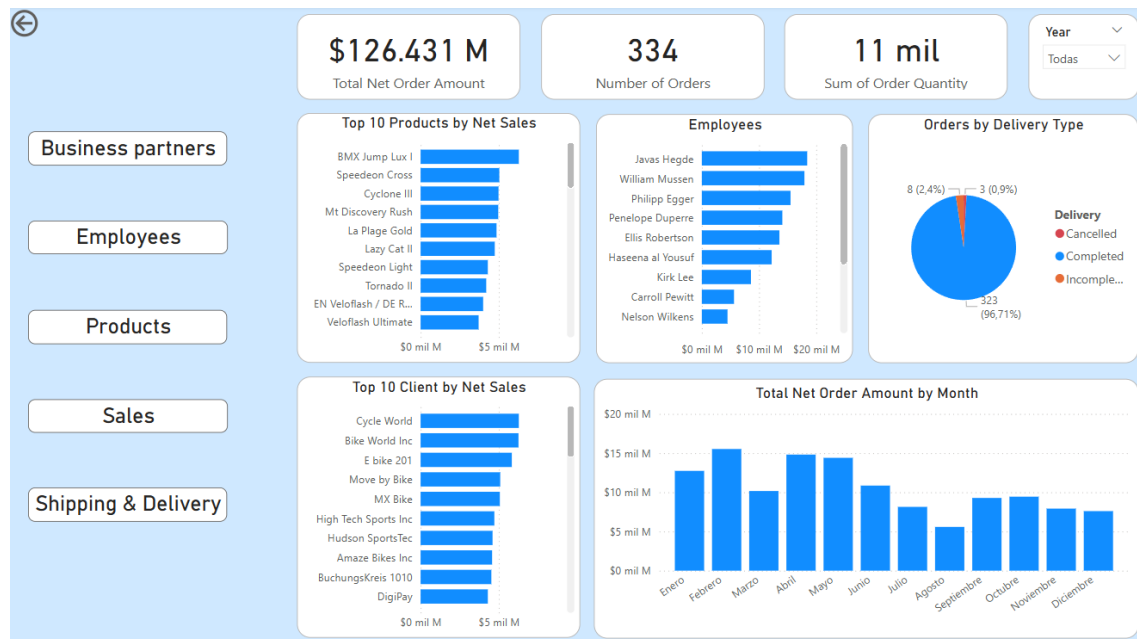 $126.431 M
Total Net Order Amount
334
Number of Orders
11 mil
Sum of Order Quantity
Year
Todas
Business partners
Employees
Products
Sales
Shipping & Delivery
Top 10 Products by Net Sales
BMX Jump Lux I
Speedeon Cross
Cyclone III
Mt Discovery Rush
La Plage Gold
Lazy Cat II
Speedeon Light
Tornado II
EN Veloflash / DE R...
Veloflash Ultimate
$0 mil M $5 mil M
Employees
Javas Hegde
William Mussen
Philipp Egger
Penelope Duperre
Ellis Robertson
Haseena al Yousuf
Kirk Lee
Carroll Pewitt
Nelson Wilkens
$0 mil M $10 mil M $20 mil M
Orders by Delivery Type
8 (2,4%) 3 (0,9%)
323
(96,71%)
Delivery
Cancelled
Completed
Incomple...
Top 10 Client by Net Sales
Cycle World
Bike World Inc
E bike 201
Move by Bike
MX Bike
High Tech Sports Inc
Hudson SportsTec
Amaze Bikes Inc
BuchungsKreis 1010
DigiPay
$0 mil M $5 mil M
Total Net Order Amount by Month
$20 mil M
$15 mil M
$10 mil M
$5 mil M
$0 mil M
Enero Febrero Marzo Abril Mayo Junio Julio Agosto Septiembre Octubre Noviembre Diciembre